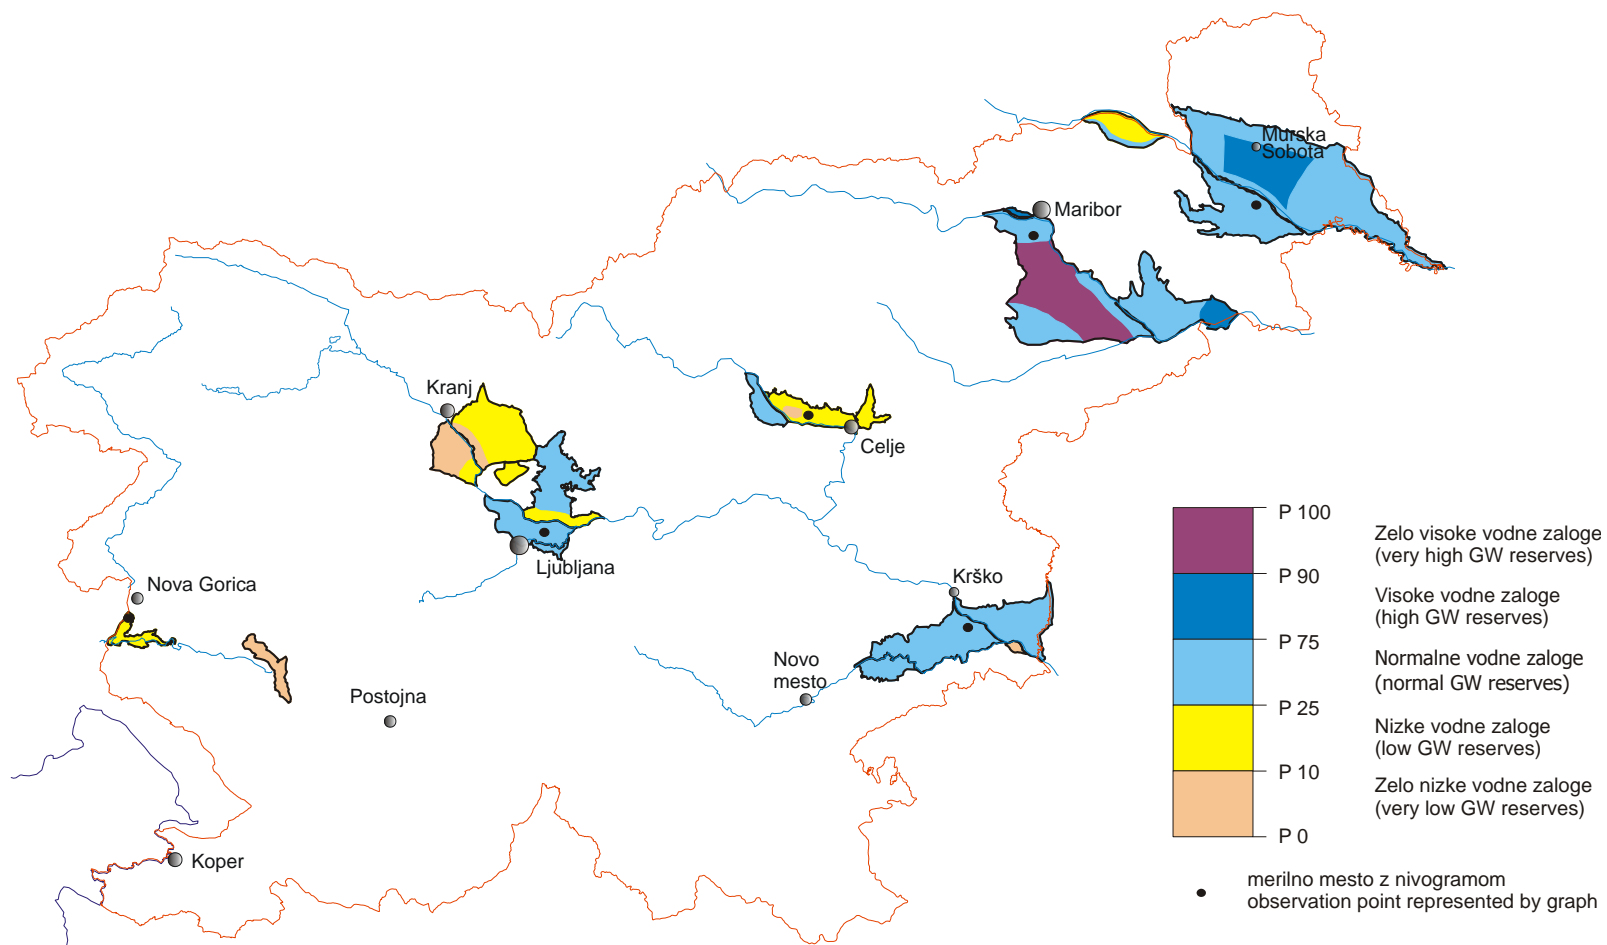 Murska
Sobota
Maribor
Kranj
Celje
Ljubljana
Nova Gorica
Krško
Novo
mesto
Postojna
Koper
P 100
Zelo visoke vodne zaloge
(very high GW reserves)
P 90
Visoke vodne zaloge
(high GW reserves)
P 75
Normalne vodne zaloge
(normal GW reserves)
P 25
Nizke vodne zaloge
(low GW reserves)
P 10
Zelo nizke vodne zaloge
(very low GW reserves)
P 0
merilno mesto z nivogramom
observation point represented by graph